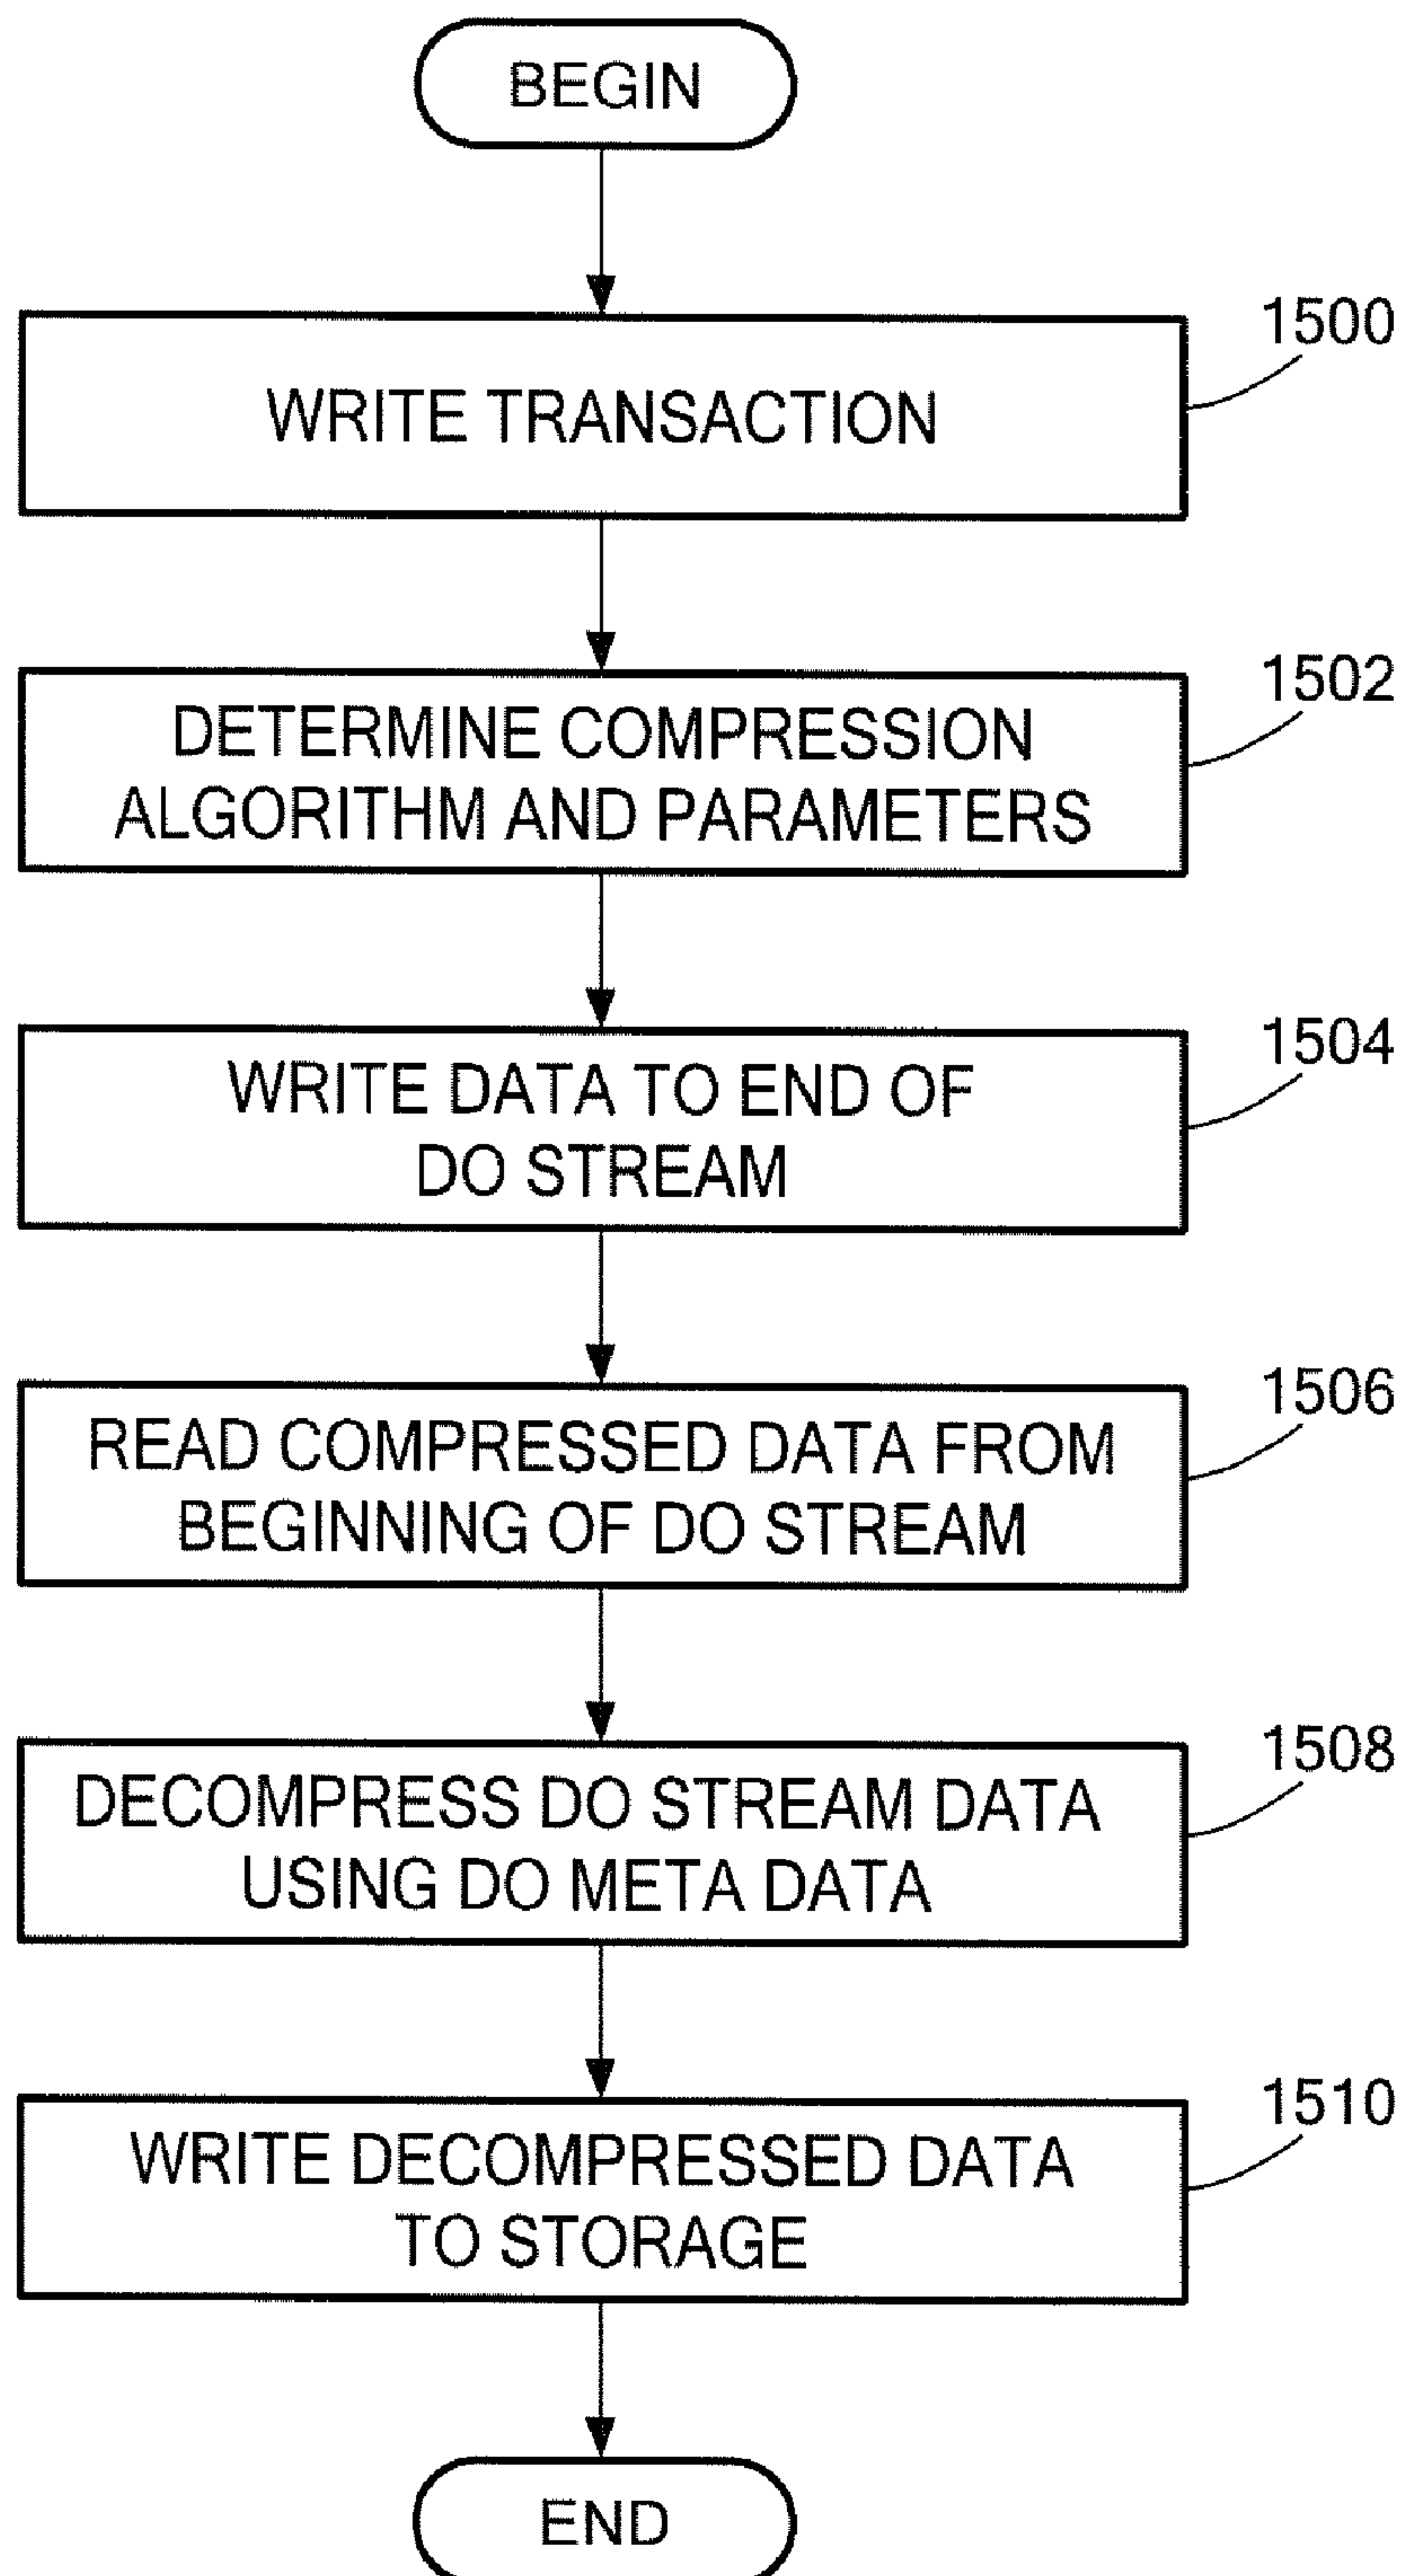 BEGIN
1500
WRITE TRANSACTION
1502
DETERMINE COMPRESSION
ALGORITHM AND PARAMETERS
1504
WRITE DATA TO END OF
DO STREAM
1506
READ COMPRESSED DATA FROM
BEGINNING OF DO STREAM
1508
DECOMPRESS DO STREAM DATA
USING DO META DATA
1510
WRITE DECOMPRESSED DATA
TO STORAGE
END